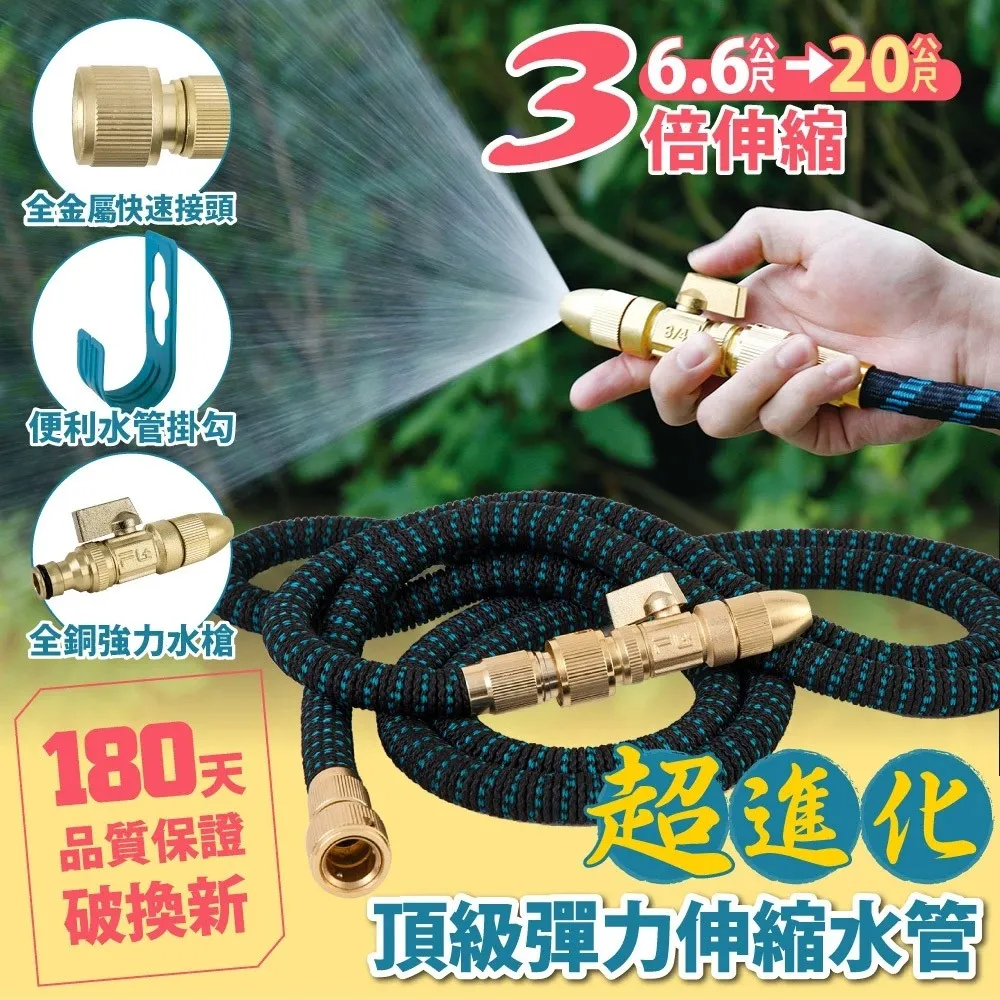 3
6.6公尺→20公尺
倍伸縮
全金屬快速接頭
便利水管掛勾
全銅強力水槍
3/4
180天
品質保證
破換新
超進化
頂級彈力伸縮水管